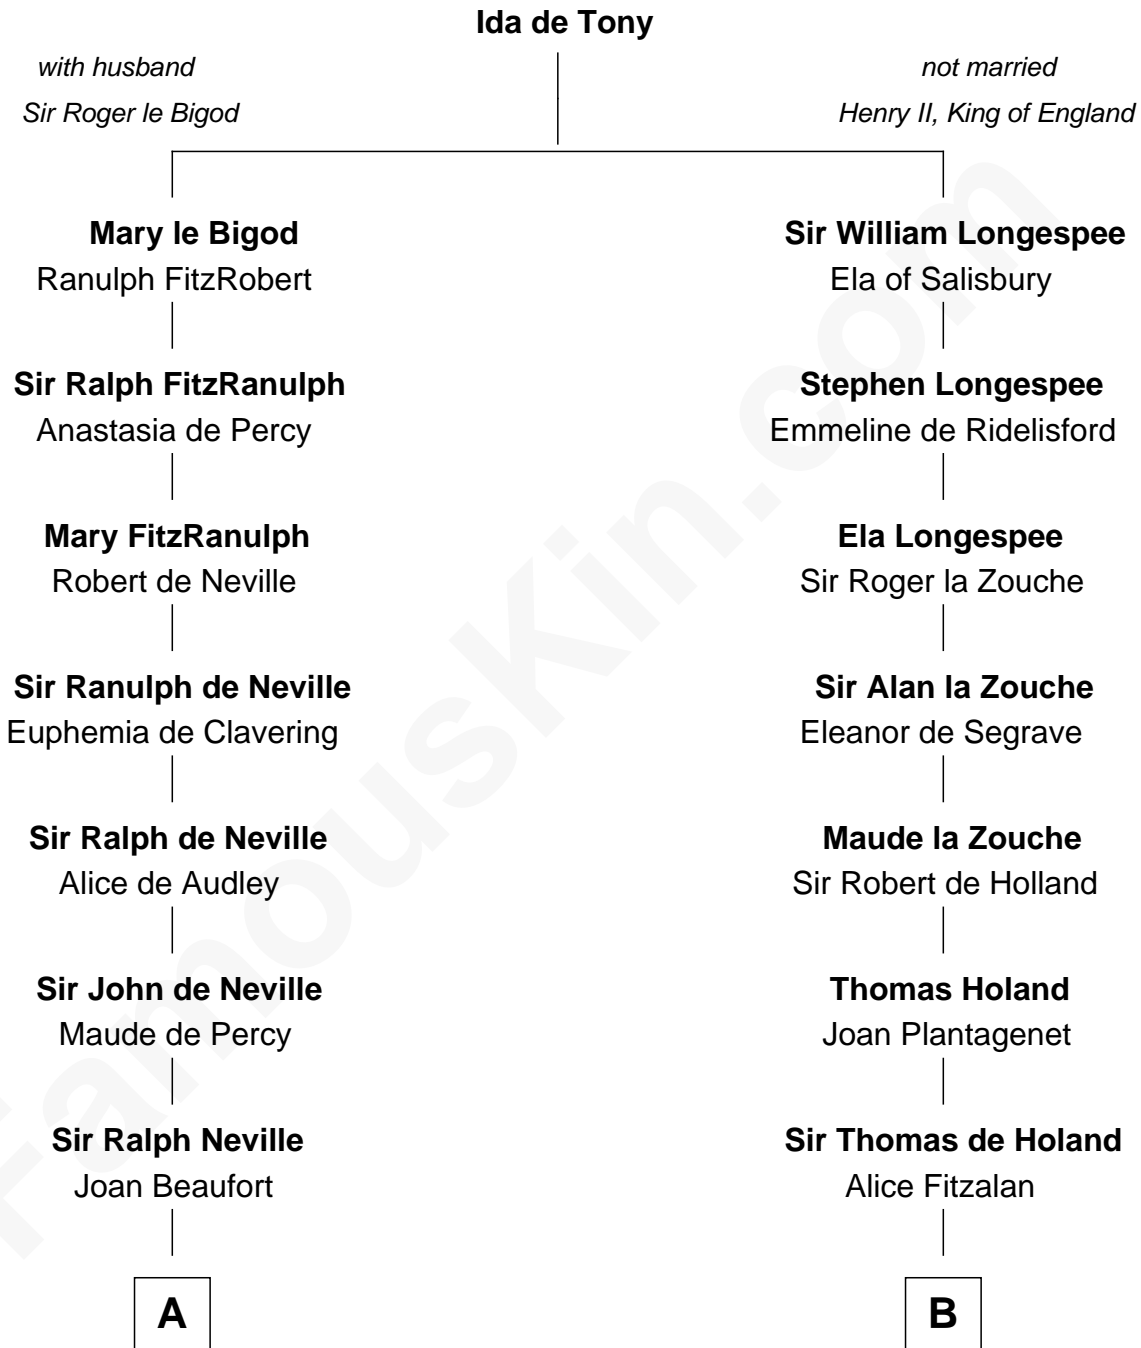 Ida de Tony
with husband
Sir Roger le Bigod
not married
Henry II, King of England
Mary le Bigod
Ranulph FitzRobert
Sir William Longespee
Ela of Salisbury
Sir Ralph FitzRanulph
Anastasia de Percy
Stephen Longespee
Emmeline de Ridelisford
Mary FitzRanulph
Robert de Neville
Ela Longespee
Sir Roger la Zouche
Sir Ranulph de Neville
Euphemia de Clavering
Sir Alan la Zouche
Eleanor de Segrave
Sir Ralph de Neville
Alice de Audley
Maude la Zouche
Sir Robert de Holland
Sir John de Neville
Maude de Percy
Thomas Holand
Joan Plantagenet
Sir Ralph Neville
Joan Beaufort
Sir Thomas de Holand
Alice Fitzalan
A
B
FamousKin.com